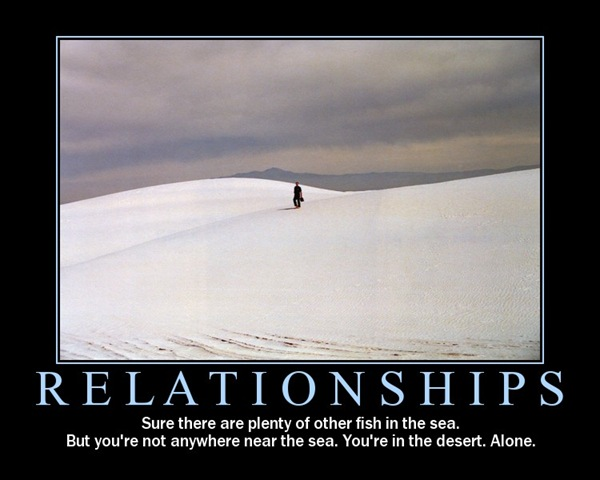 RELATIONSHIPS
Sure there are plenty of other fish in the sea.
But you're not anywhere near the sea. You're in the desert. Alone.